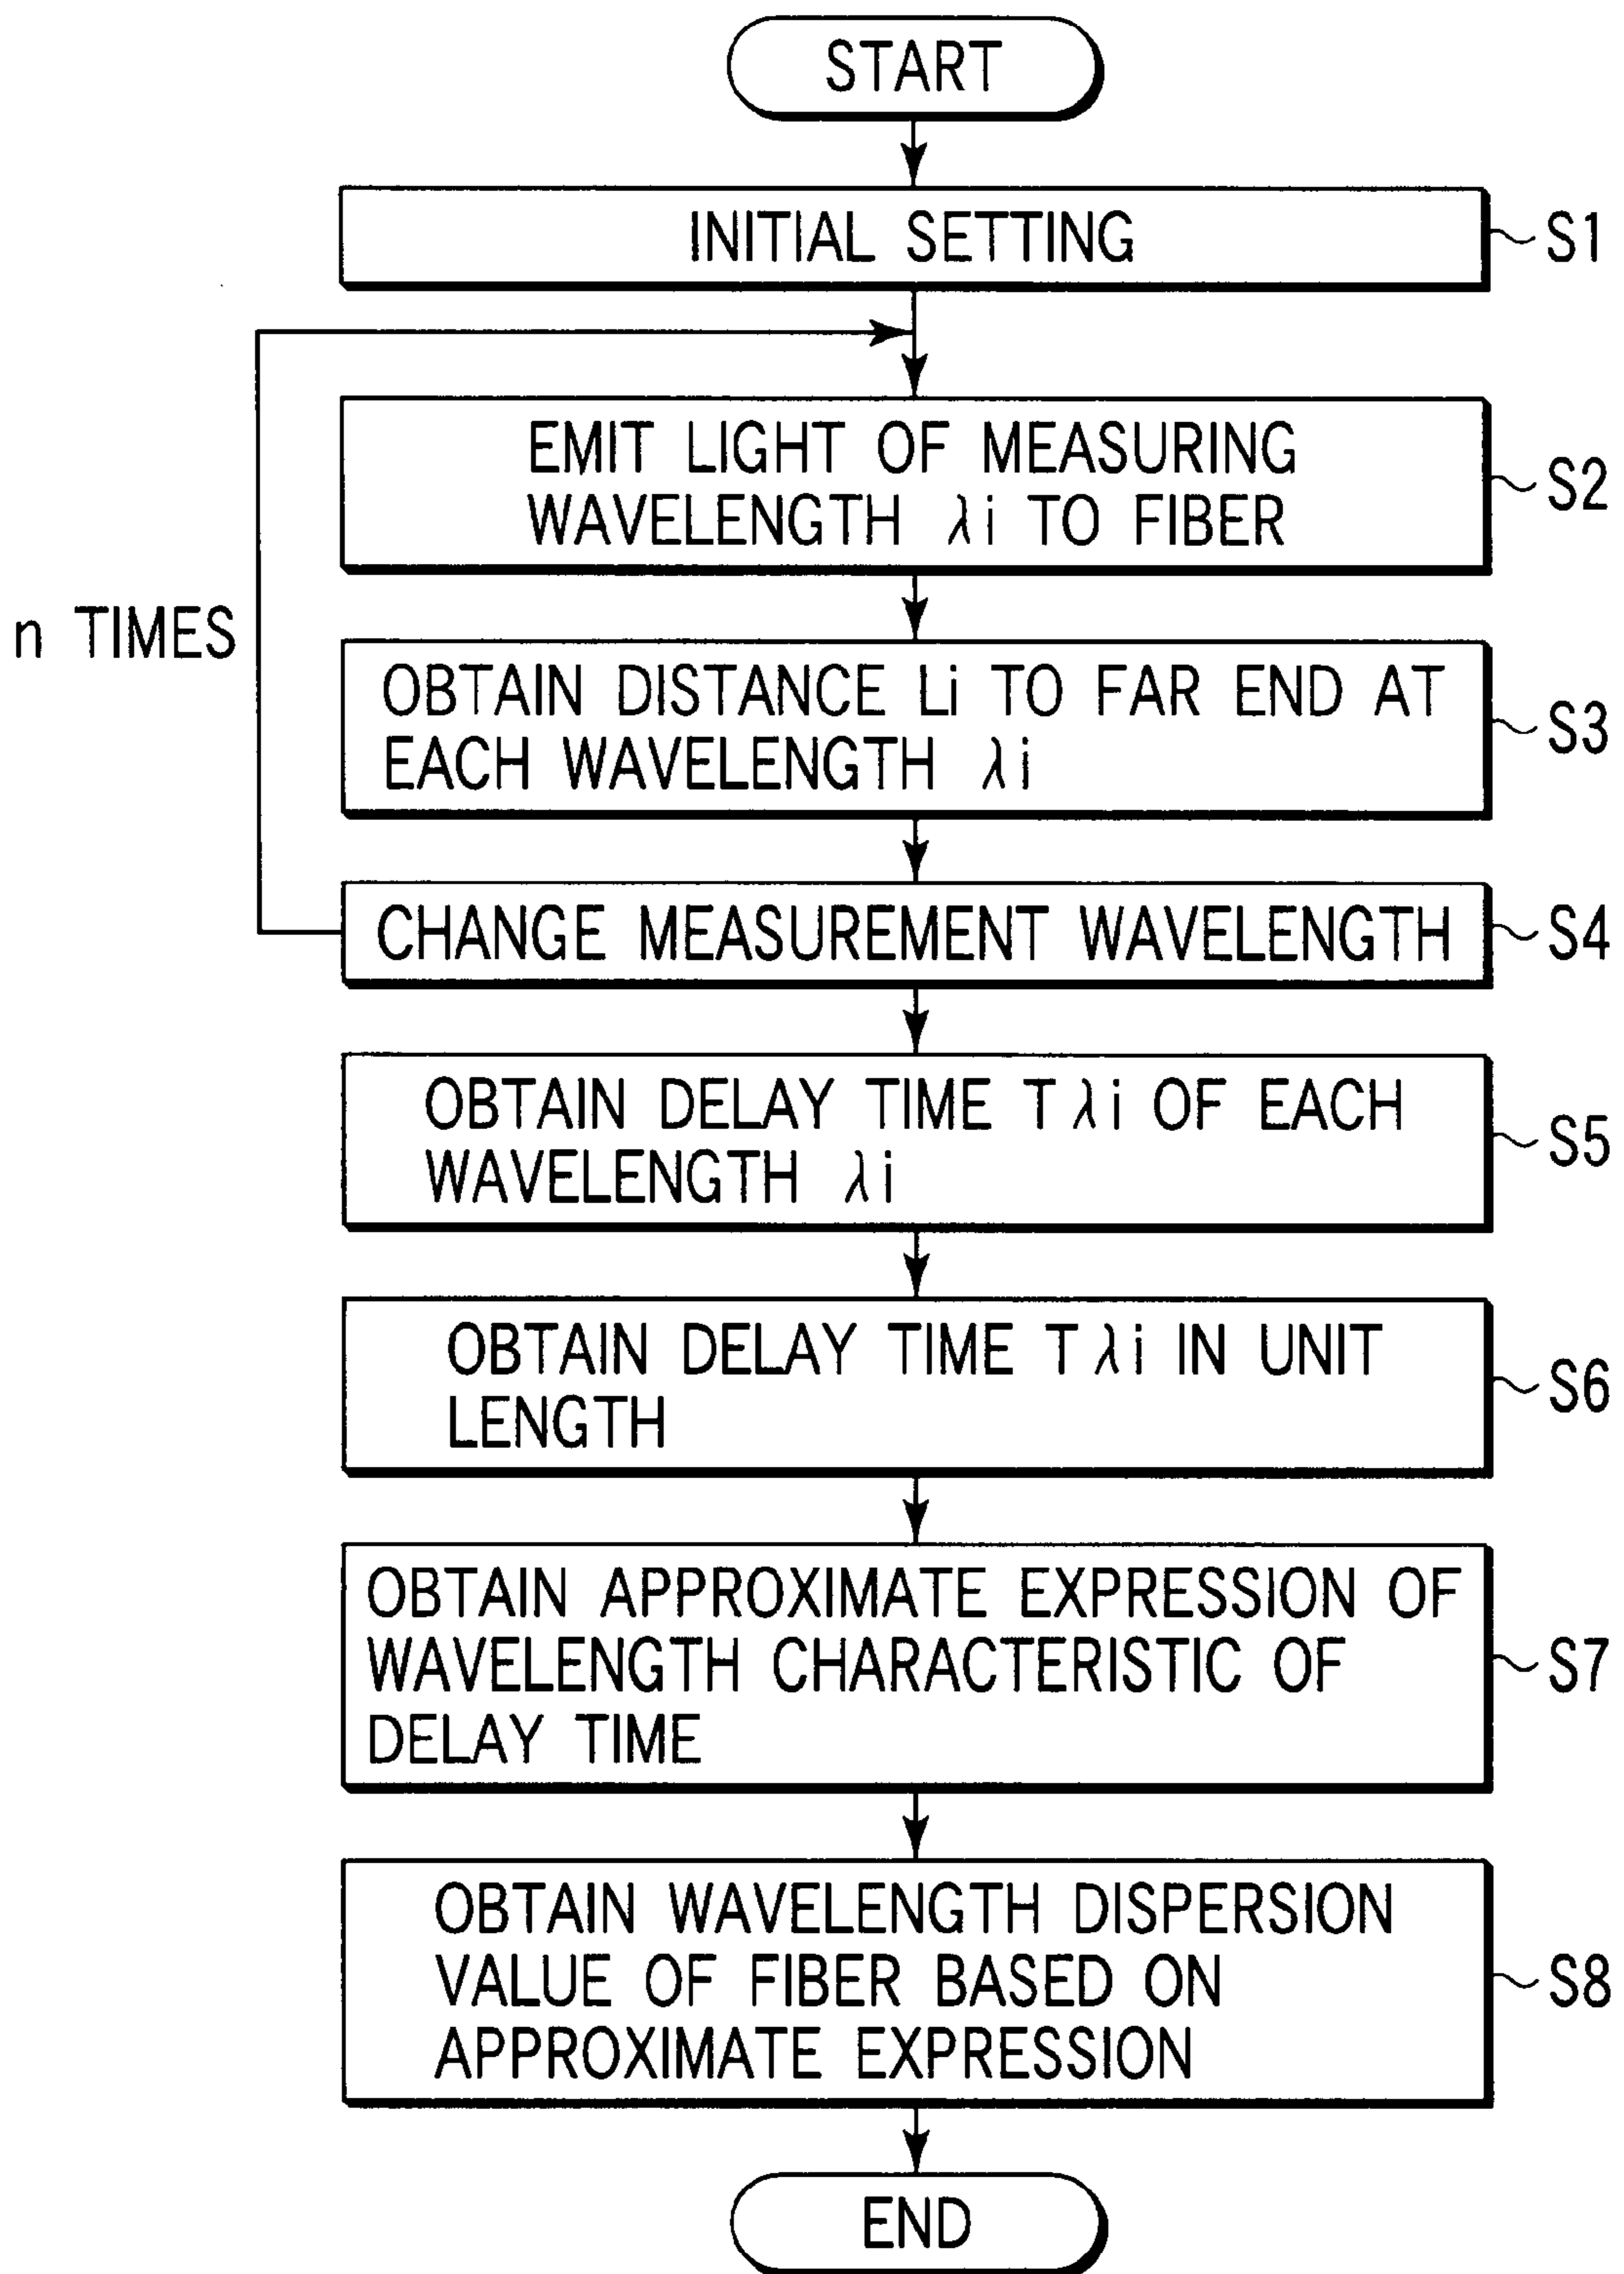 START
INITIAL SETTING
S1
EMIT LIGHT OF MEASURING
WAVELENGTH λi TO FIBER
S2
n TIMES
OBTAIN DISTANCE Li TO FAR END AT
EACH WAVELENGTH λi
S3
CHANGE MEASUREMENT WAVELENGTH
S4
OBTAIN DELAY TIME Tλi OF EACH
WAVELENGTH λi
S5
OBTAIN DELAY TIME Tλi IN UNIT
LENGTH
S6
OBTAIN APPROXIMATE EXPRESSION OF
WAVELENGTH CHARACTERISTIC OF
DELAY TIME
S7
OBTAIN WAVELENGTH DISPERSION
VALUE OF FIBER BASED ON
APPROXIMATE EXPRESSION
S8
END